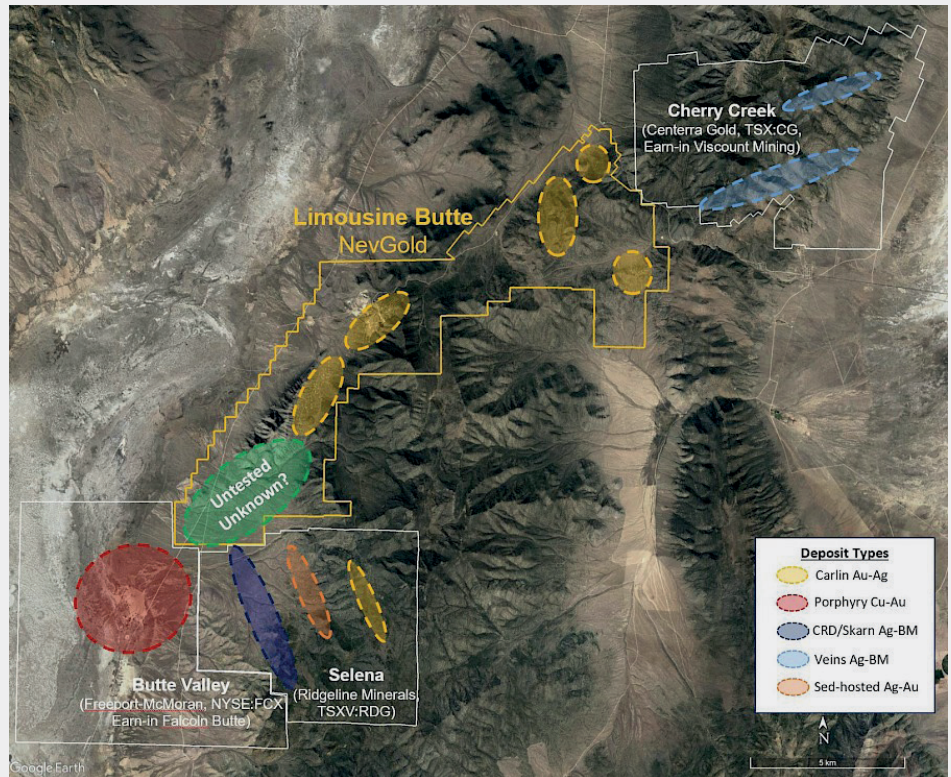 Cherry Creek
(Centerra Gold, TSX:CG,
Earn-in Viscount Mining)
Limousine Butte
NevGold
Untested
Unknown?
Butte Valley
(Freeport-McMoran, NYSE:FCX
Earn-in Falcoln Butte)
Selena
(Ridgeline Minerals,
TSXV:RDG)
Deposit Types
Carlin Au-Ag
Porphyry Cu-Au
CRD/Skarn Ag-BM
Veins Ag-BM
Sed-hosted Ag-Au
N
5 km
Google Earth